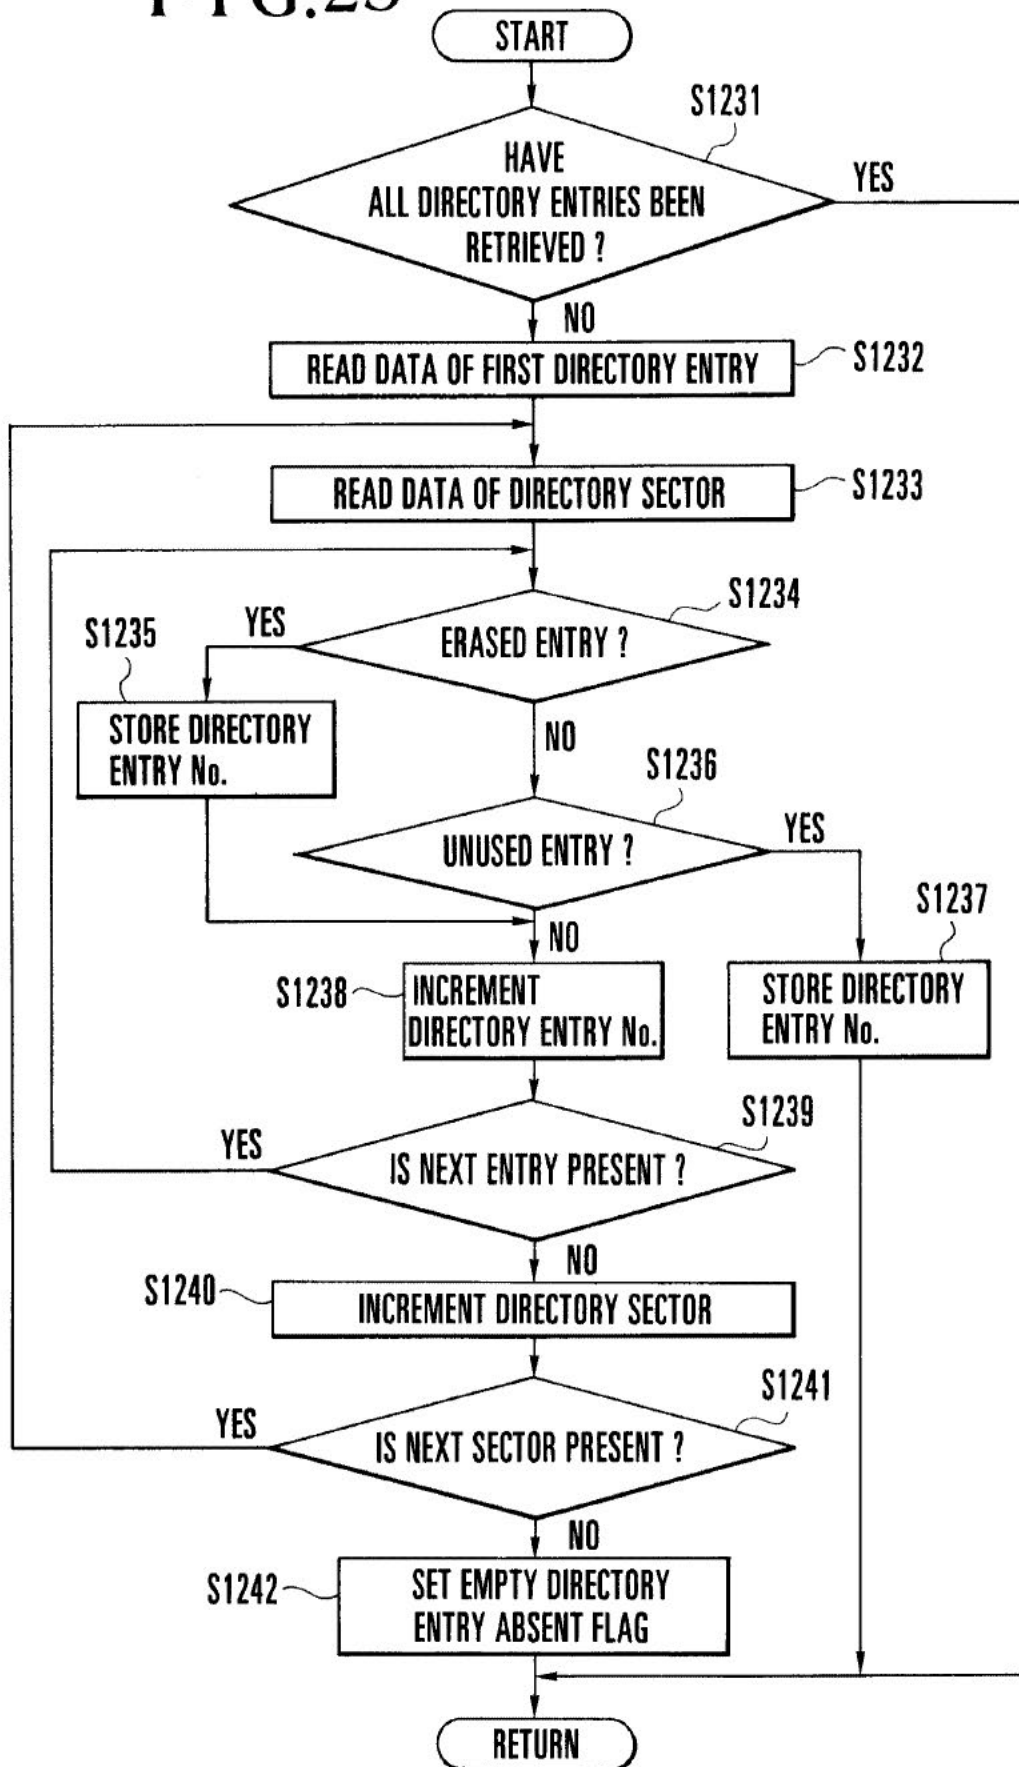 START
S1231
HAVE
ALL DIRECTORY ENTRIES BEEN
RETRIEVED ?
YES
NO
READ DATA OF FIRST DIRECTORY ENTRY
S1232
READ DATA OF DIRECTORY SECTOR
S1233
S1234
YES
ERASED ENTRY ?
S1235
STORE DIRECTORY
ENTRY No.
NO
S1236
UNUSED ENTRY ?
YES
S1237
NO
S1238
INCREMENT
DIRECTORY ENTRY No.
STORE DIRECTORY
ENTRY No.
S1239
YES
IS NEXT ENTRY PRESENT ?
NO
S1240
INCREMENT DIRECTORY SECTOR
S1241
YES
IS NEXT SECTOR PRESENT ?
NO
S1242
SET EMPTY DIRECTORY
ENTRY ABSENT FLAG
RETURN